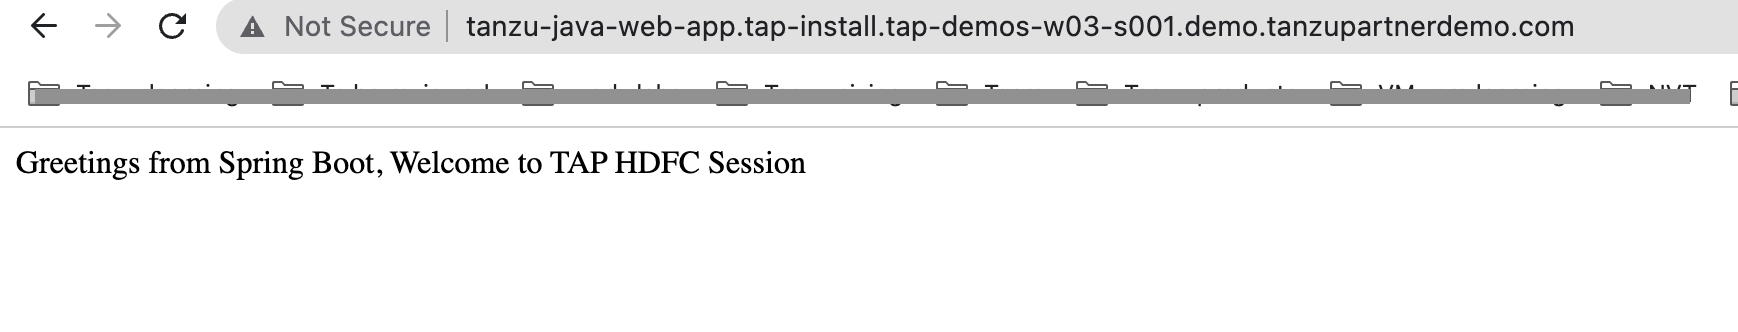 Not Secure tanzu-java-web-app.tap-install.tap-demos-w03-s001.demo.tanzupartnerdemo.com
Greetings from Spring Boot, Welcome to TAP HDFC Session